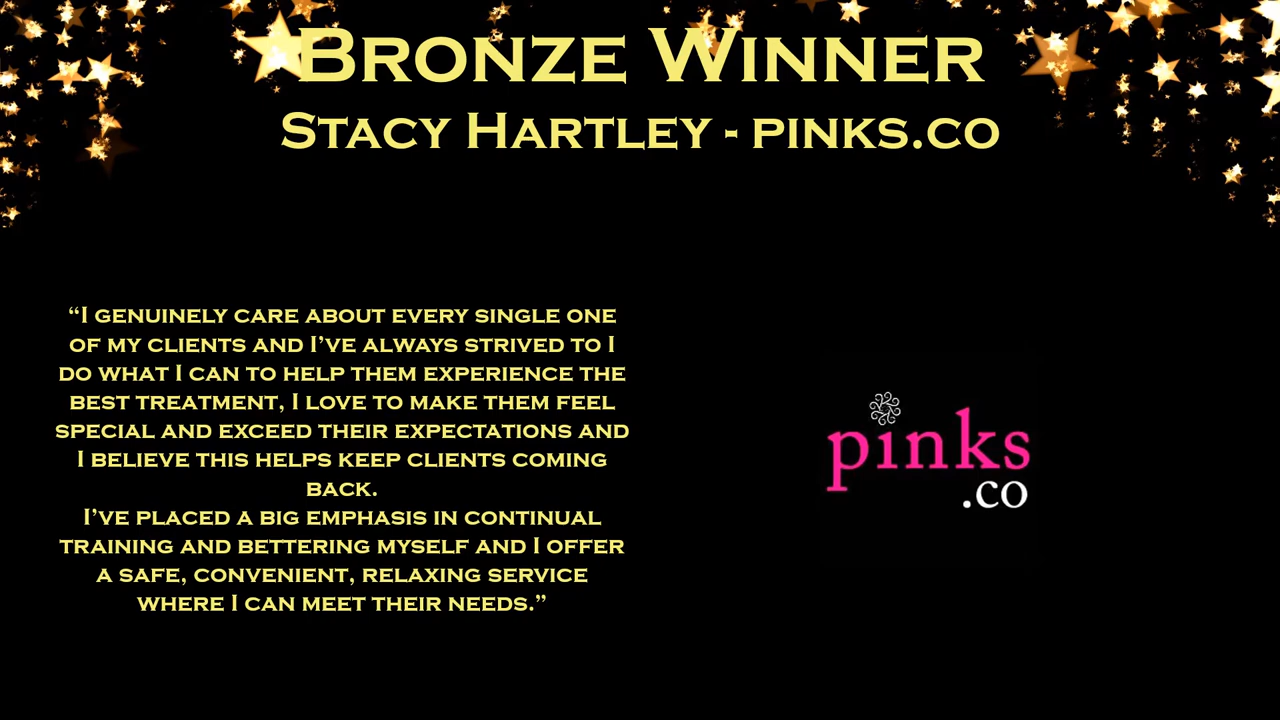 Bronze Winner
Stacy Hartley - pinks.co
“I genuinely care about every single one
of my clients and I’ve always strived to I
do what I can to help them experience the
best treatment, I love to make them feel
special and exceed their expectations and
I believe this helps keep clients coming
back.
I’ve placed a big emphasis in continual
training and bettering myself and I offer
a safe, convenient, relaxing service
where I can meet their needs.”
pinks
.co